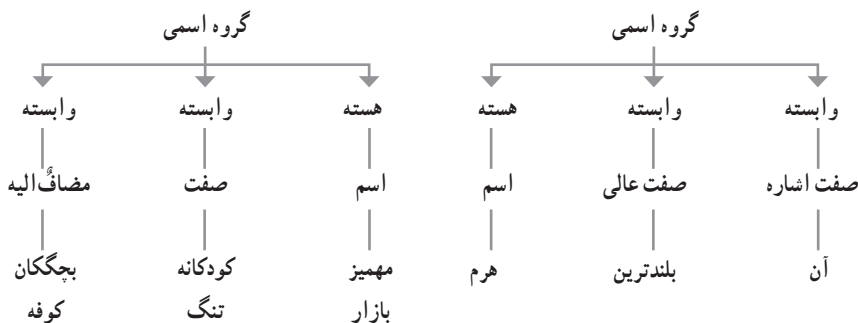 گروه اسمی گروه اسمی
وابسته وابسته هسته هسته وابسته وابسته
صفت اشاره صفت عالی اسم اسم صفت مضافٌ الیه
آن بلندترین هرم مهمیز کودکانه بچگکان
بازار تنگ کوفه